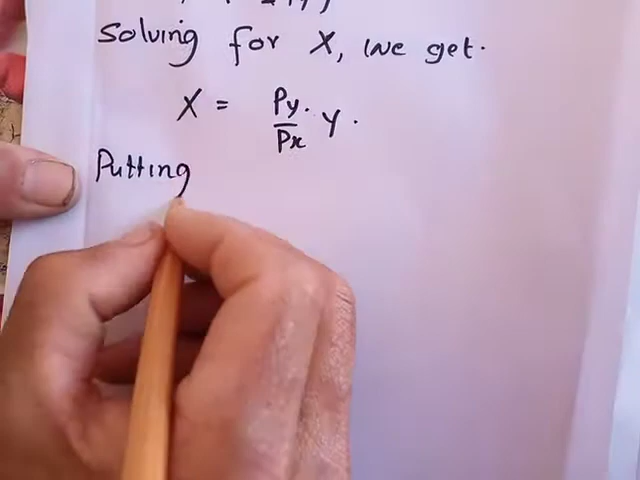 Solving for X, we get.
X = Py/Px . y .
Putting